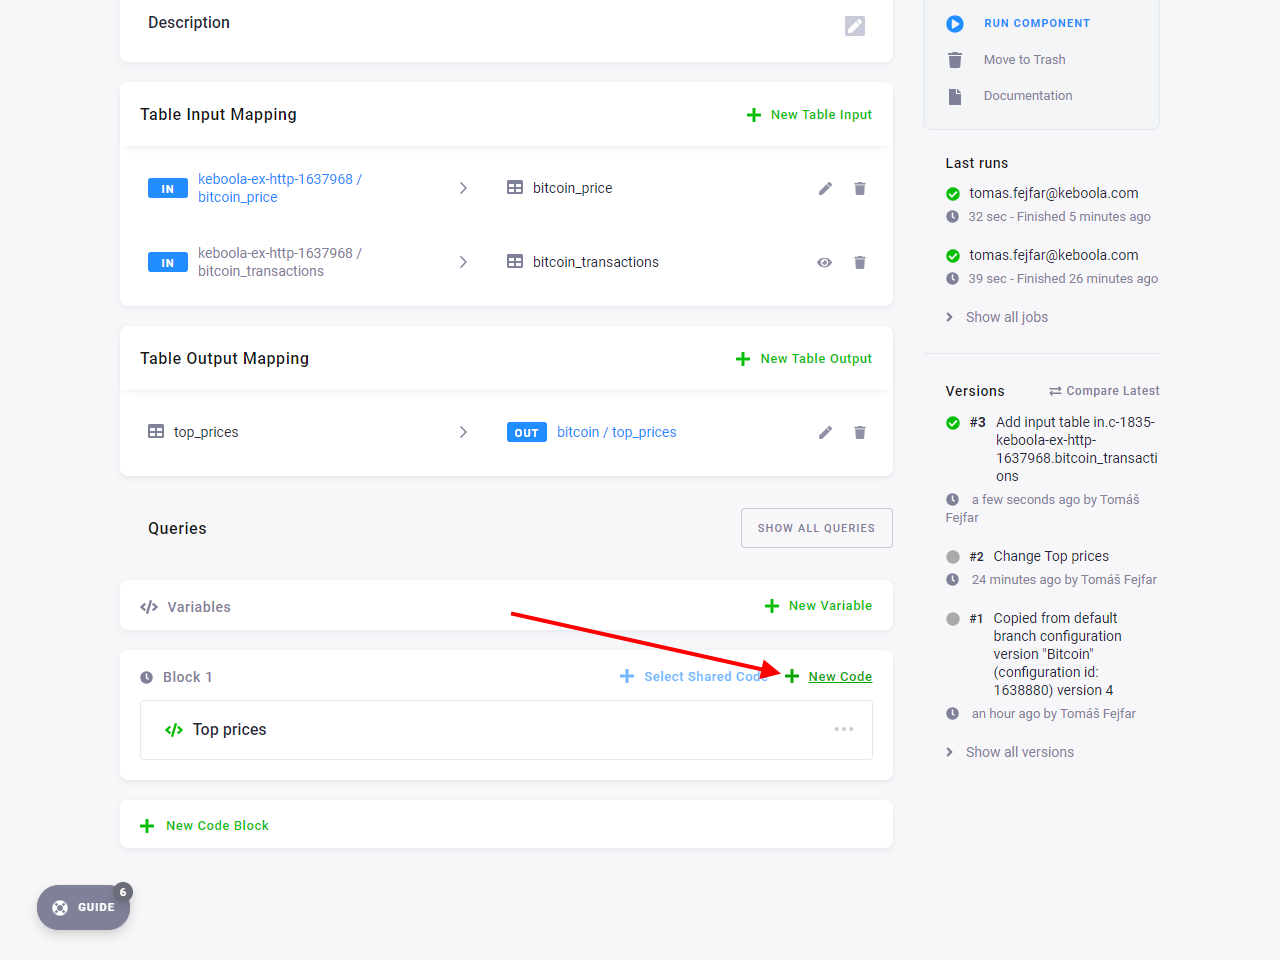 Description
Table Input Mapping
New Table Input
IN
keboola-ex-http-1637968 /
bitcoin_price
bitcoin_price
IN
keboola-ex-http-1637968 /
bitcoin_transactions
bitcoin_transactions
Table Output Mapping
New Table Output
top_prices
OUT
bitcoin / top_prices
Queries
SHOW ALL QUERIES
Variables
New Variable
Block 1
Select Shared Code
New Code
Top prices
New Code Block
GUIDE
6
RUN COMPONENT
Move to Trash
Documentation
Last runs
tomas.fejfar@keboola.com
32 sec - Finished 5 minutes ago
tomas.fejfar@keboola.com
39 sec - Finished 26 minutes ago
Show all jobs
Versions
Compare Latest
#3 Add input table in.c-1835-
keboola-ex-http-
1637968.bitcoin_transacti
ons
a few seconds ago by Tomáš
Fejfar
#2 Change Top prices
24 minutes ago by Tomáš Fejfar
#1 Copied from default
branch configuration
version "Bitcoin"
(configuration id:
1638880) version 4
an hour ago by Tomáš Fejfar
Show all versions